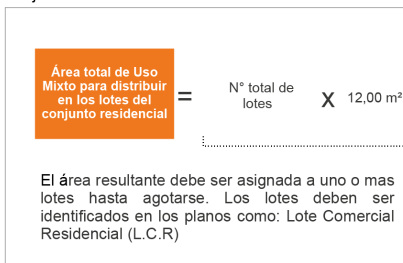 Área total de Uso
Mixto para distribuir
en los lotes del
conjunto residencial
=
N° total de
lotes
X 12,00 m²
El área resultante debe ser asignada a uno o mas
lotes hasta agotarse. Los lotes deben ser
identificados en los planos como: Lote Comercial
Residencial (L.C.R)